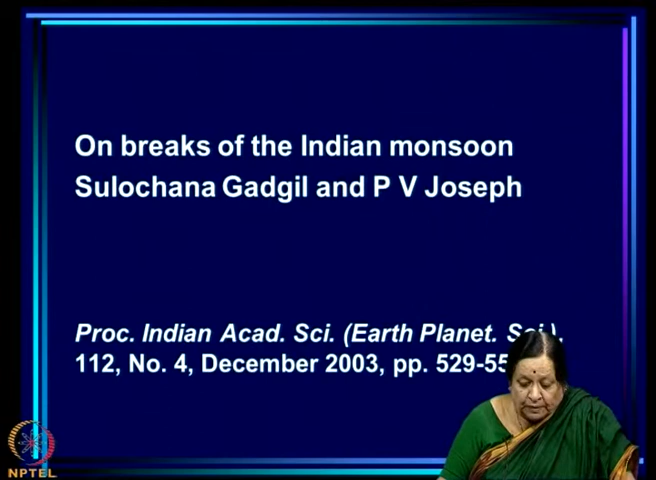 On breaks of the Indian monsoon
Sulochana Gadgil and P V Joseph
Proc. Indian Acad. Sci. (Earth Planet. Sci.),
112, No. 4, December 2003, pp. 529-55
NPTEL